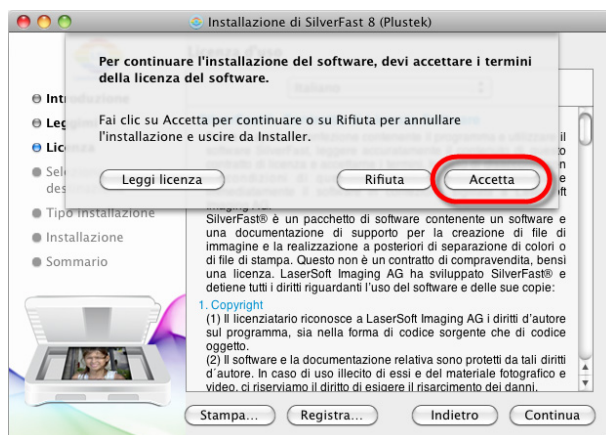 Installazione di SilverFast 8 (Plustek)
Per continuare l'installazione del software, devi accettare i termini
della licenza del software.
Fai clic su Accetta per continuare o su Rifiuta per annullare
l'installazione e uscire da Installer.
Leggi licenza
Rifiuta
Accetta
Licenza d'uso
Italiano
Licenza
Tipo Installazione
Installazione
Sommario
SilverFast® è un pacchetto di software contenente un software e
una documentazione di supporto per la creazione di file di
immagine e la realizzazione a posteriori di separazione di colori o
di file di stampa. Questo non è un contratto di compravendita, bensì
una licenza. LaserSoft Imaging AG ha sviluppato SilverFast® e
detiene tutti i diritti riguardanti l'uso del software e delle sue copie:
1. Copyright
(1) Il licenziatario riconosce a LaserSoft Imaging AG i diritti d'autore
sul programma, sia nella forma di codice sorgente che di codice
oggetto.
(2) Il software e la documentazione relativa sono protetti da tali diritti
d´autore. In caso di uso illecito di essi e del materiale fotografico e
video, ci riserviamo il diritto di esigere il risarcimento dei danni.
Stampa...
Registra...
Indietro
Continua